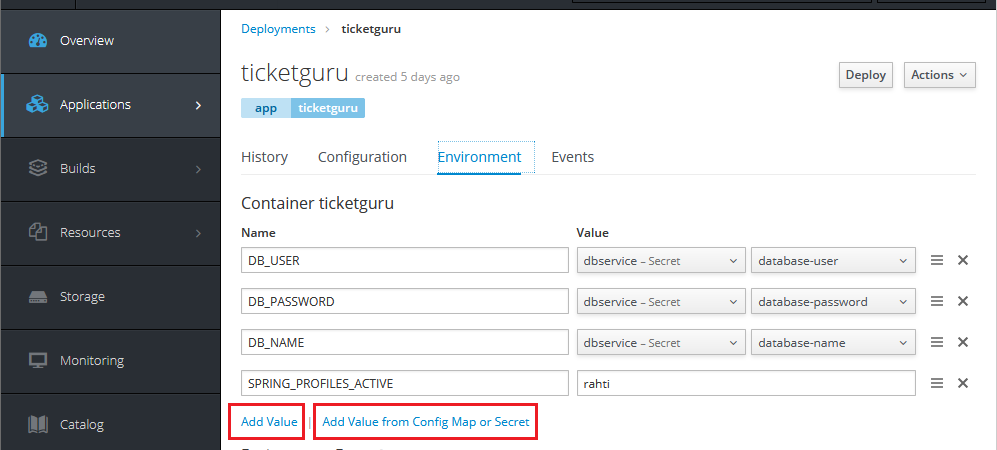 Overview
Applications
Builds
Resources
Storage
Monitoring
Catalog
Deployments › ticketguru
ticketguru created 5 days ago
Deploy Actions
app ticketguru
History Configuration Environment Events
Container ticketguru
Name Value
DB_USER dbservice – Secret database-user
DB_PASSWORD dbservice – Secret database-password
DB_NAME dbservice – Secret database-name
SPRING_PROFILES_ACTIVE rahti
Add Value | Add Value from Config Map or Secret